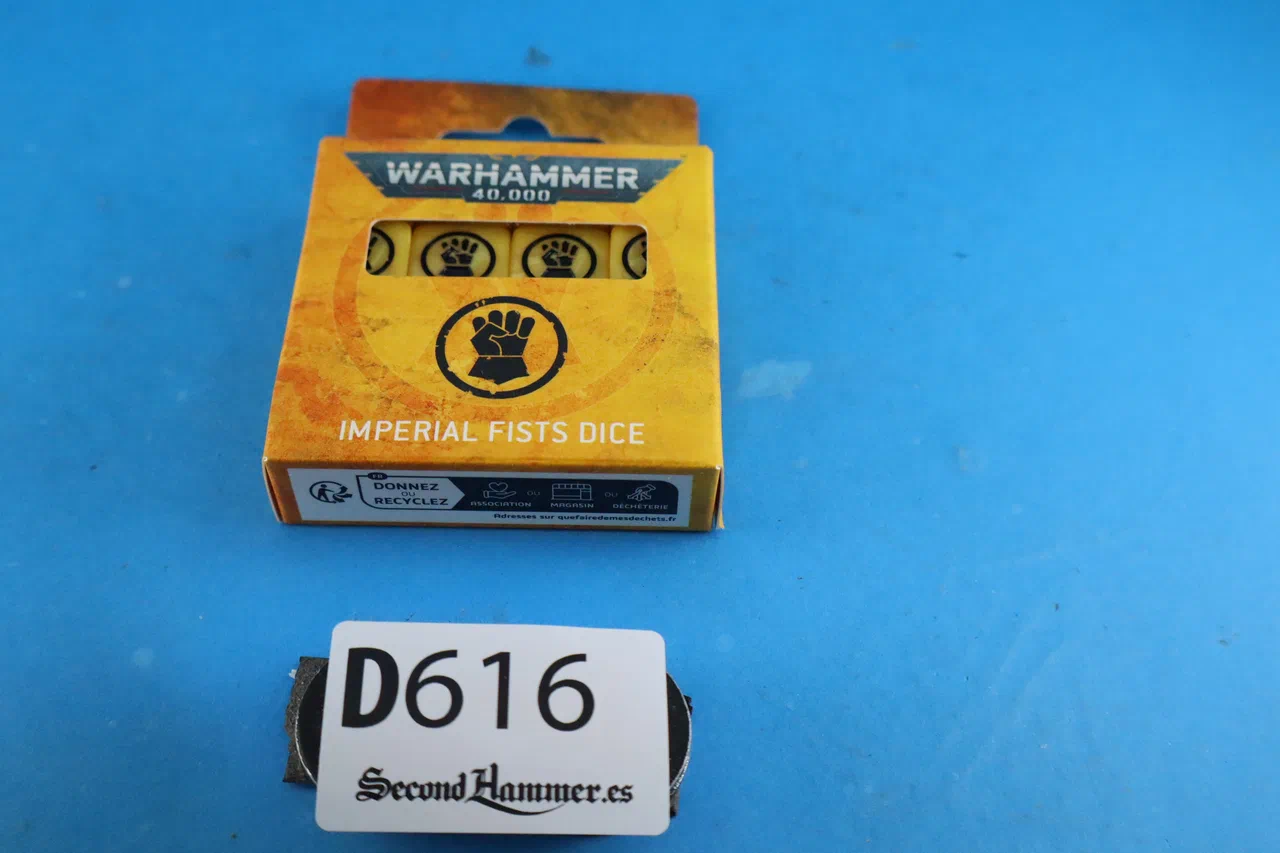 WARHAMMER
40,000
IMPERIAL FISTS DICE
FR
DONNEZ
OU
RECYCLEZ
ASSOCIATION OU MAGASIN OU DÉCHÈTERIE
Adresses sur quefairedemesdechets.fr
D616
SecondHammer.es